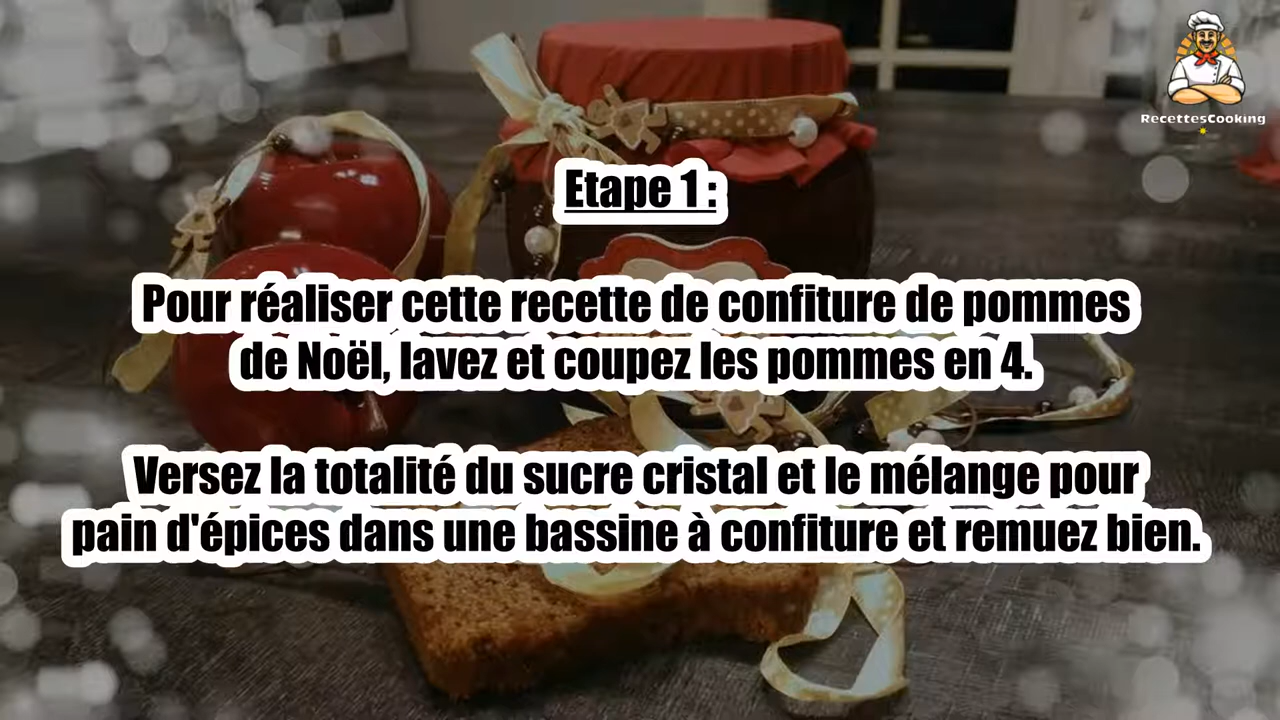 RecettesCooking
Etape 1 :
Pour réaliser cette recette de confiture de pommes
de Noël, lavez et coupez les pommes en 4.
Versez la totalité du sucre cristal et le mélange pour
pain d'épices dans une bassine à confiture et remuez bien.